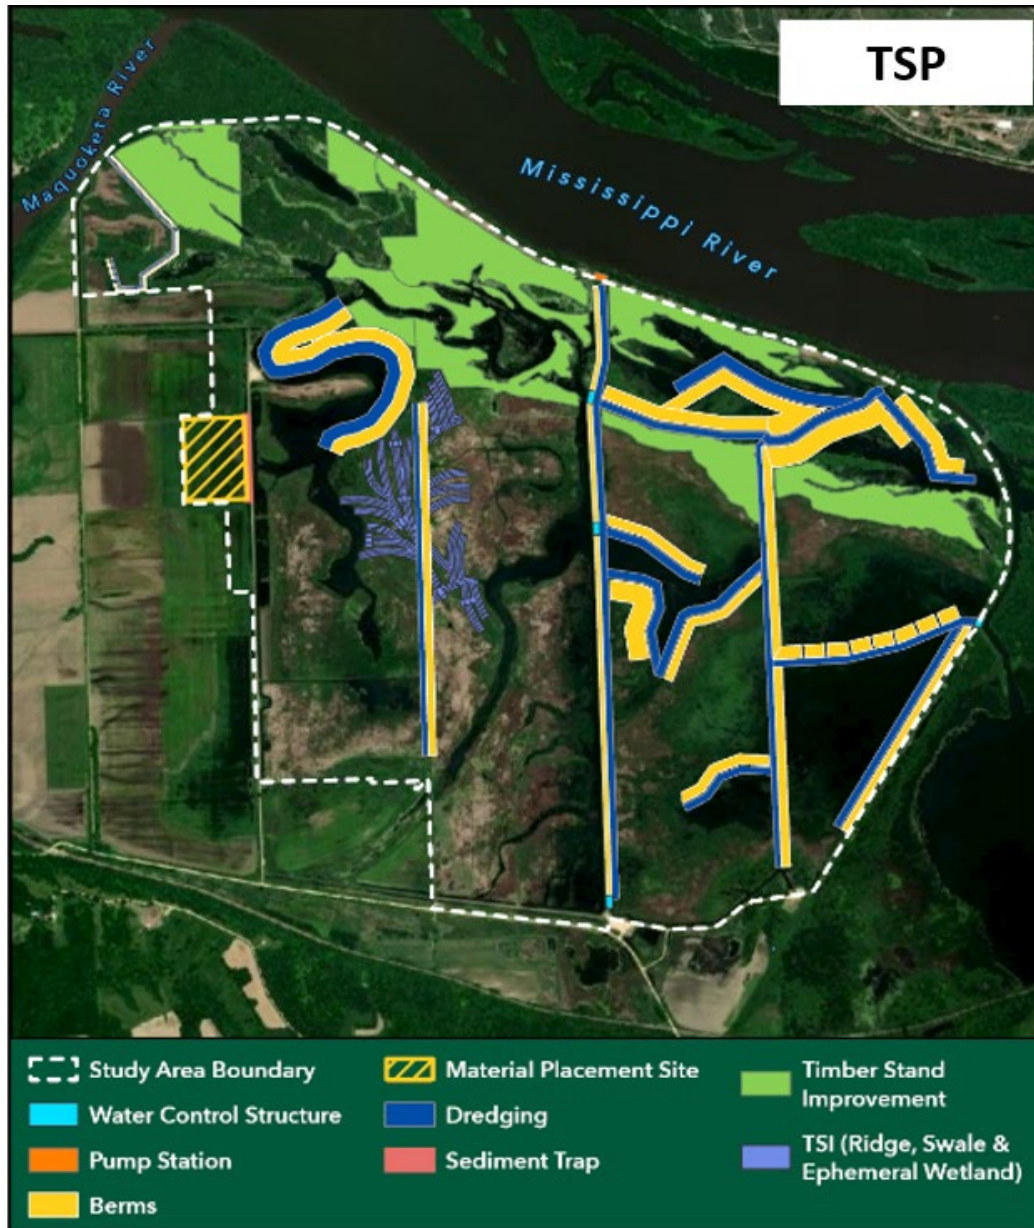 TSP
Maquoketa River
Mississippi River
Study Area Boundary
Water Control Structure
Pump Station
Berms
Material Placement Site
Dredging
Sediment Trap
Timber Stand
Improvement
TSI (Ridge, Swale &
Ephemeral Wetland)